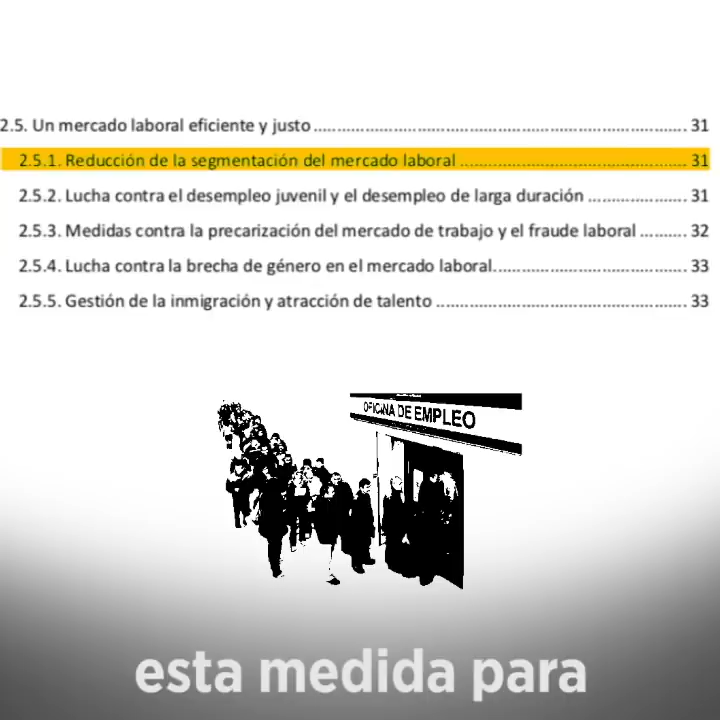 2.5. Un mercado laboral eficiente y justo ................................................................................ 31
2.5.1. Reducción de la segmentación del mercado laboral ................................................ 31
2.5.2. Lucha contra el desempleo juvenil y el desempleo de larga duración ..................... 31
2.5.3. Medidas contra la precarización del mercado de trabajo y el fraude laboral .......... 32
2.5.4. Lucha contra la brecha de género en el mercado laboral......................................... 33
2.5.5. Gestión de la inmigración y atracción de talento ..................................................... 33
OFICINA DE EMPLEO
esta medida para